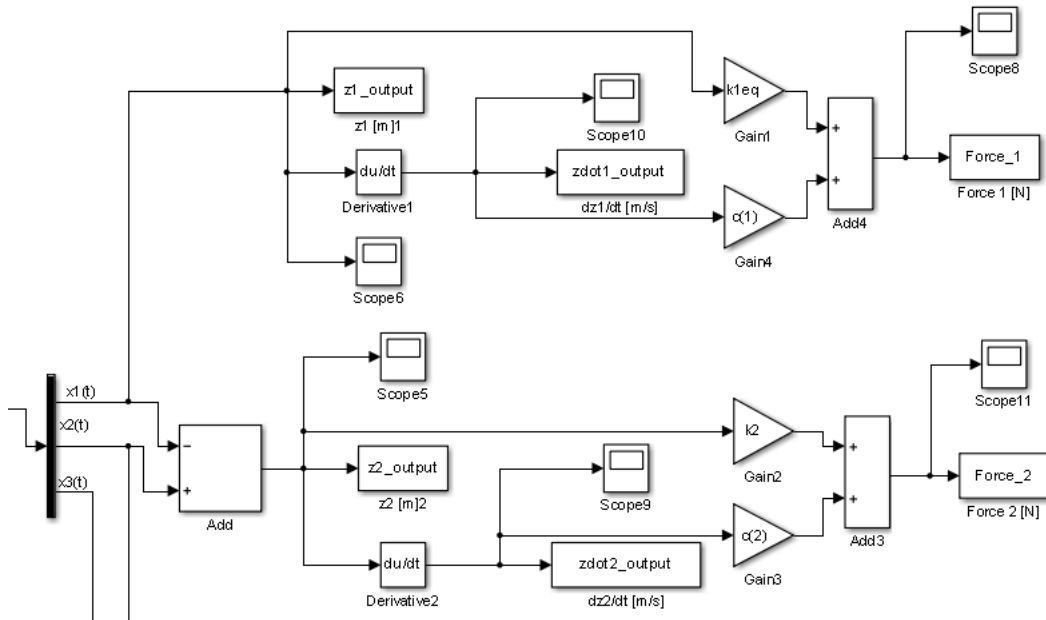 Scope8
z1_output
z1 [m]1
Scope10
k1eq
Gain1
+
+
Add4
Force_1
Force 1 [N]
du/dt
Derivative1
zdot1_output
dz1/dt [m/s]
c(1)
Gain4
Scope6
Scope5
Scope11
x1(t)
x2(t)
x3(t)
−
+
Add
z2_output
z2 [m]2
Scope9
k2
Gain2
+
+
Add3
Force_2
Force 2 [N]
du/dt
Derivative2
zdot2_output
dz2/dt [m/s]
c(2)
Gain3